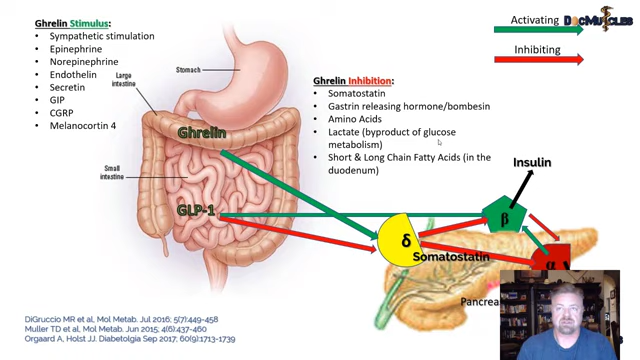 Ghrelin Stimulus:
• Sympathetic stimulation
• Epinephrine
• Norepinephrine
• Endothelin
• Secretin
• GIP
• CGRP
• Melanocortin 4
Large
intestine
Stomach
Small
intestine
Ghrelin
GLP-1
Activating
Inhibiting
DocMuscles
Ghrelin Inhibition:
• Somatostatin
• Gastrin releasing hormone/bombesin
• Amino Acids
• Lactate (byproduct of glucose
metabolism)
• Short & Long Chain Fatty Acids (in the
duodenum)
Insulin
β
δ
α
Somatostatin
DiGruccio MR et al, Mol Metab. Jul 2016; 5(7):449-458
Muller TD et al, Mol Metab. Jun 2015; 4(6):437-460
Orgaard A, Holst JJ. Diabetolgia Sep 2017; 60(9):1713-1739